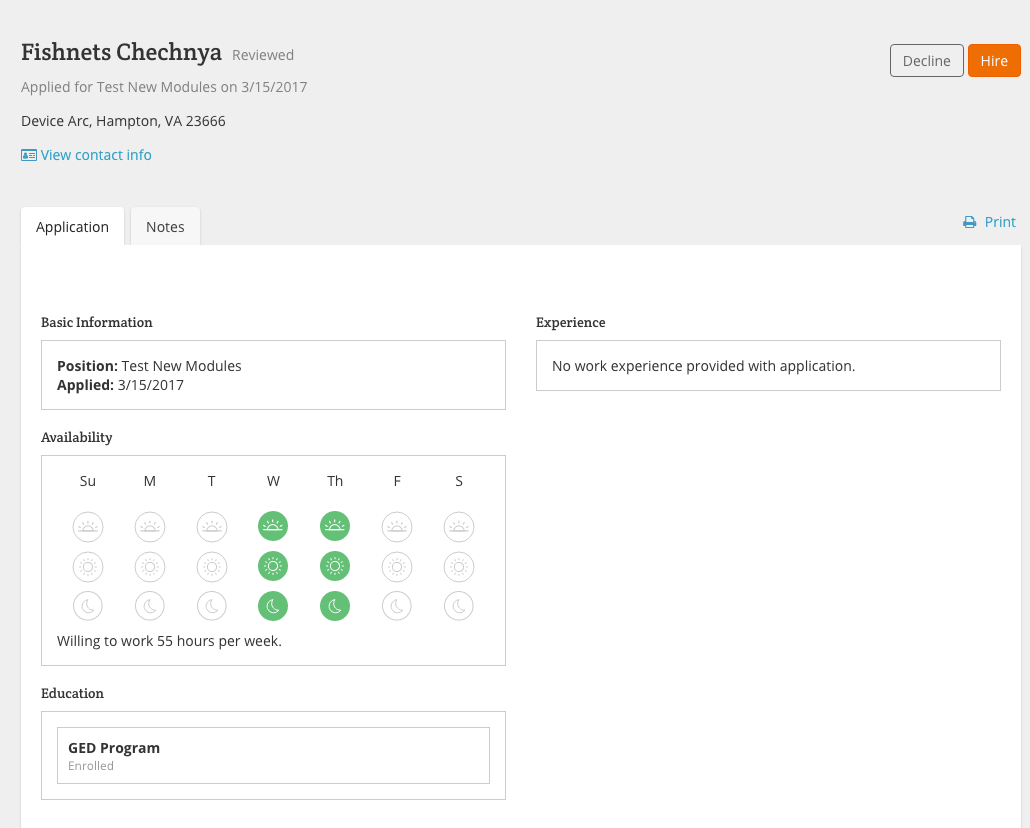 Fishnets Chechnya Reviewed
Decline Hire
Applied for Test New Modules on 3/15/2017
Device Arc, Hampton, VA 23666
View contact info
Application Notes
Print
Basic Information
Position: Test New Modules
Applied: 3/15/2017
Experience
No work experience provided with application.
Availability
Su M T W Th F S
Willing to work 55 hours per week.
Education
GED Program
Enrolled